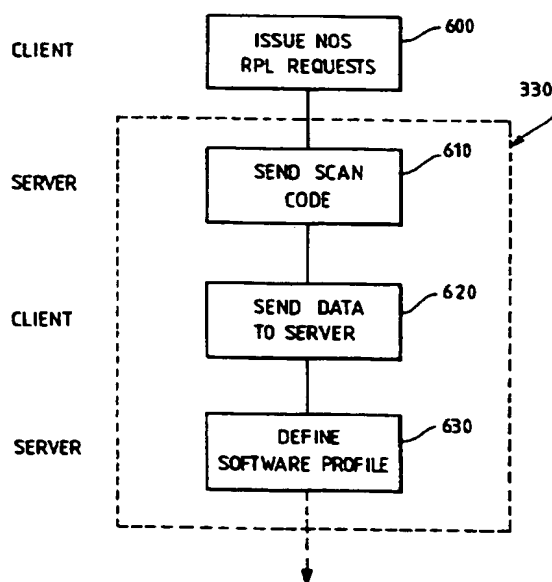 CLIENT
ISSUE NOS
RPL REQUESTS
600
330
SERVER
SEND SCAN
CODE
610
CLIENT
SEND DATA
TO SERVER
620
SERVER
DEFINE
SOFTWARE PROFILE
630